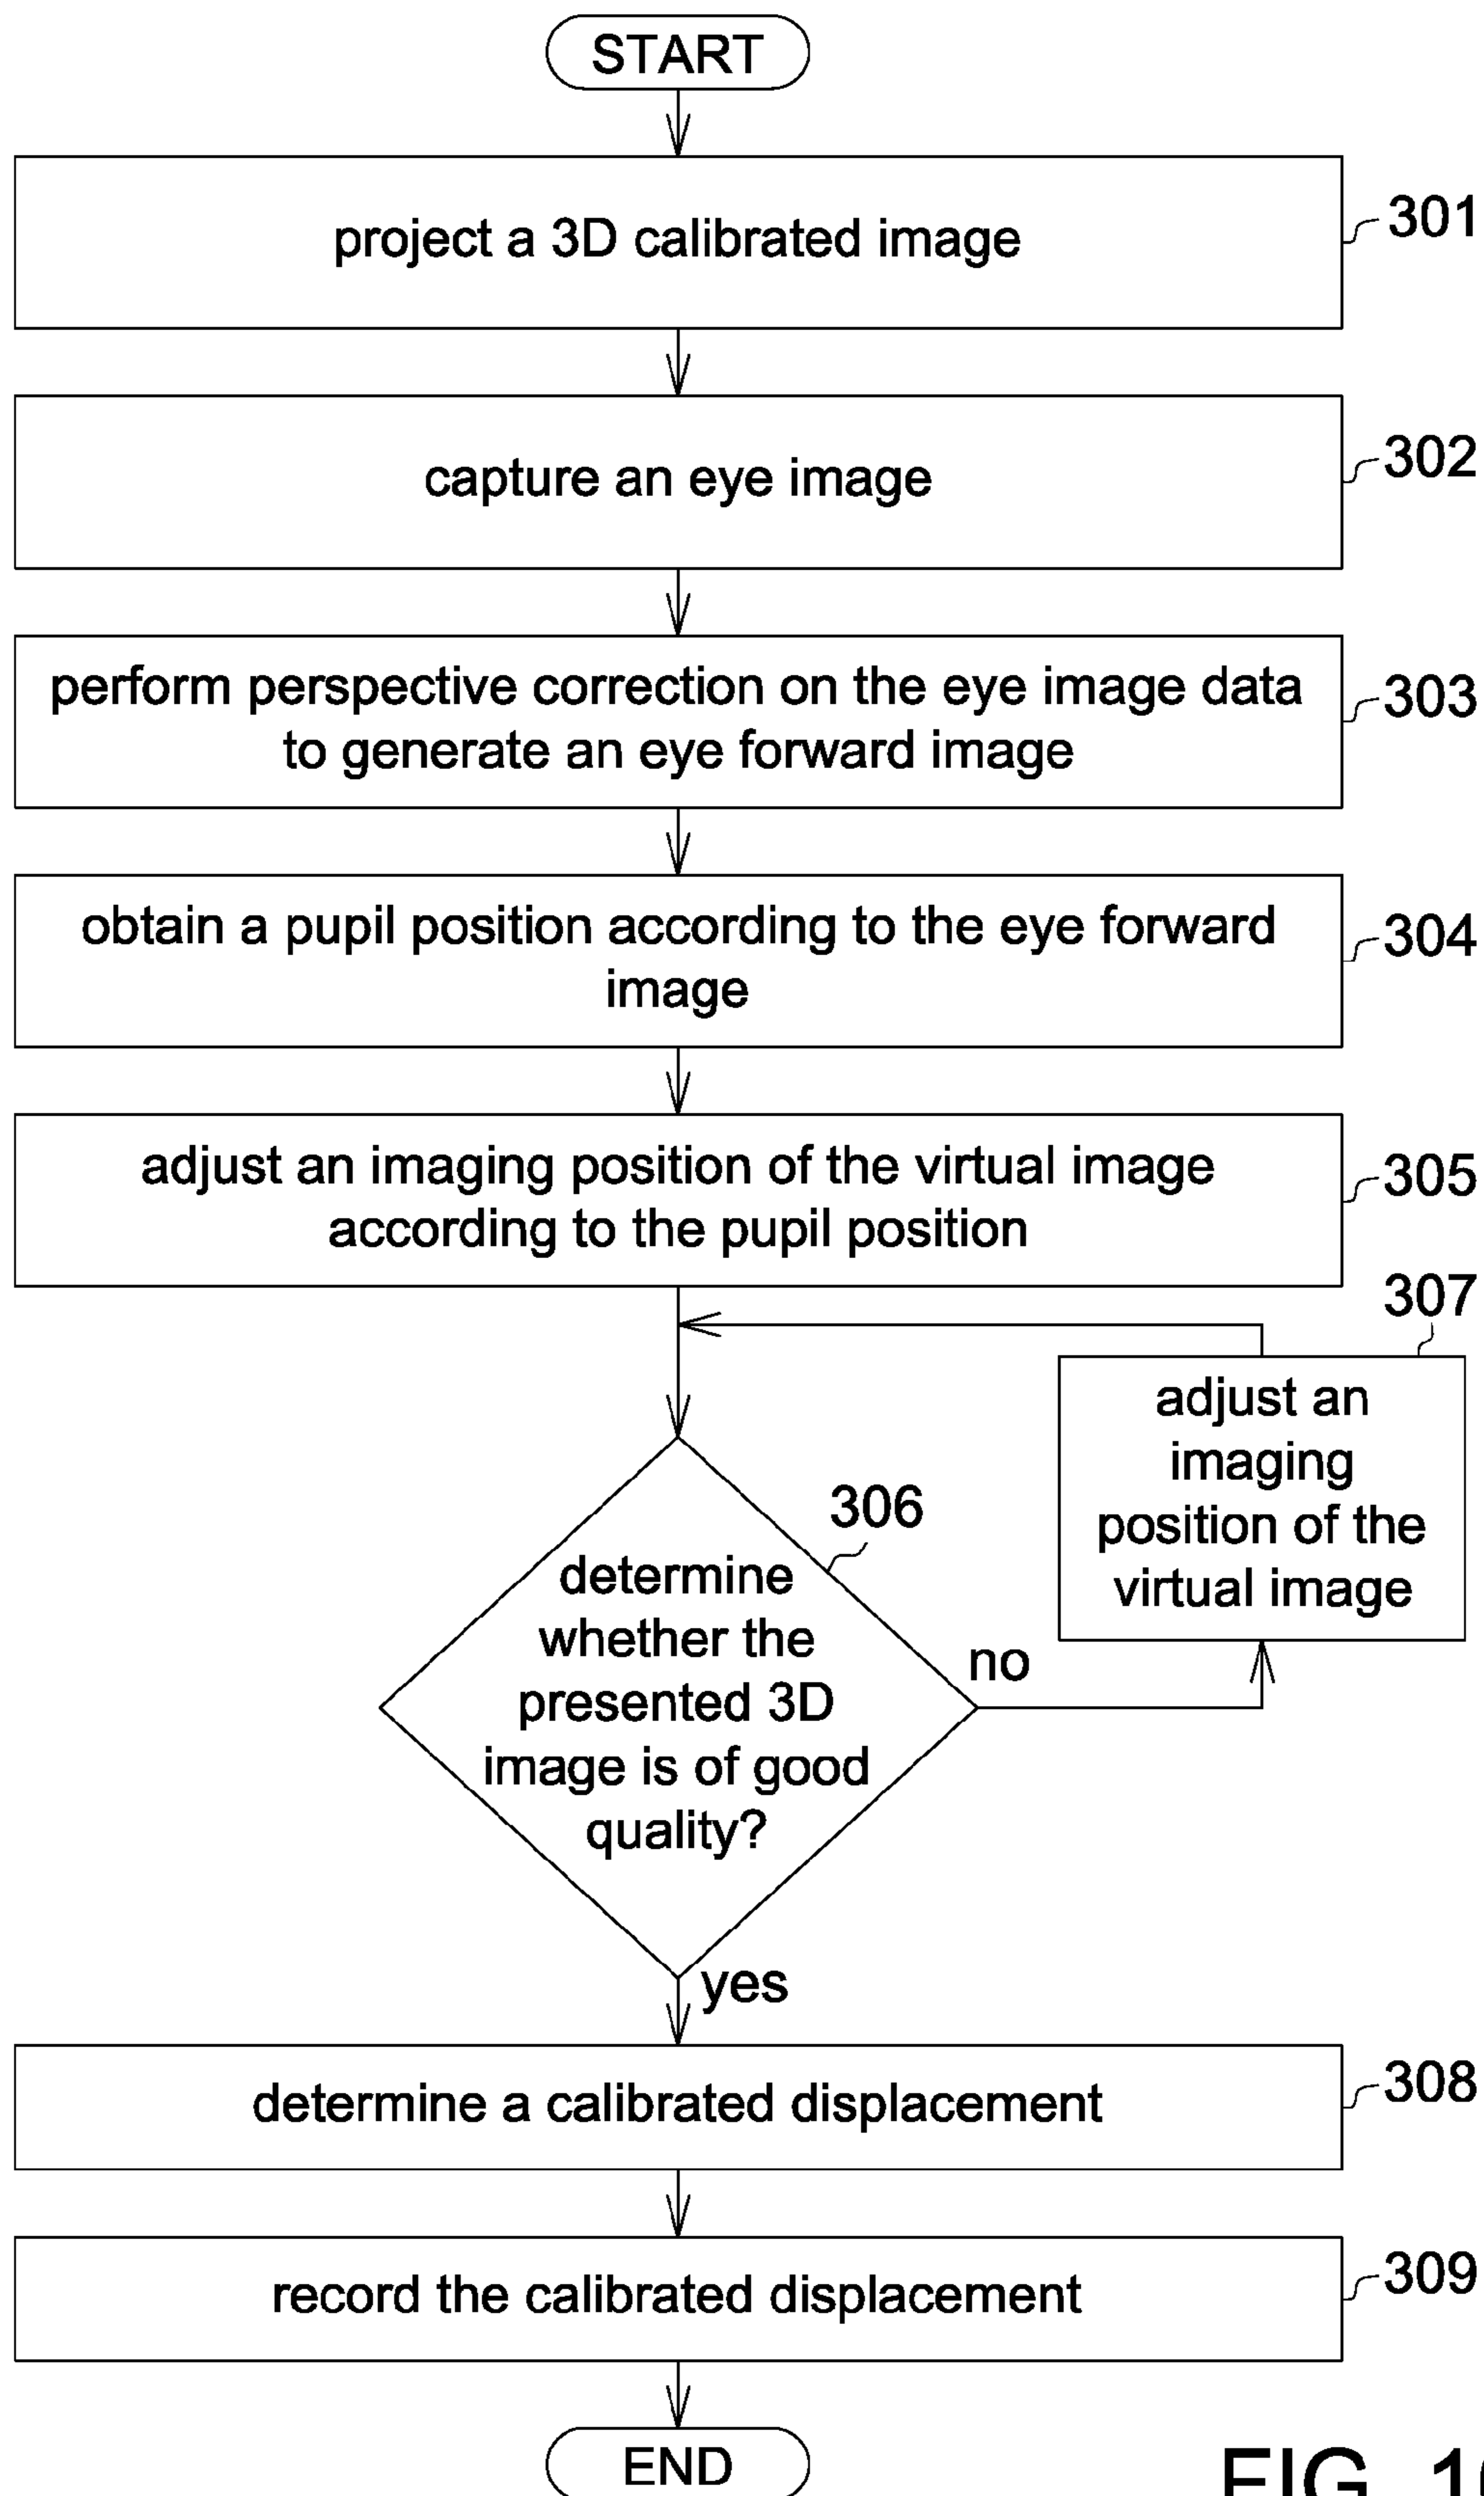 START
project a 3D calibrated image
301
capture an eye image
302
perform perspective correction on the eye image data
to generate an eye forward image
303
obtain a pupil position according to the eye forward
image
304
adjust an imaging position of the virtual image
according to the pupil position
305
307
adjust an
imaging
position of the
virtual image
306
determine
whether the
presented 3D
image is of good
quality?
no
yes
determine a calibrated displacement
308
record the calibrated displacement
309
END
FIG.